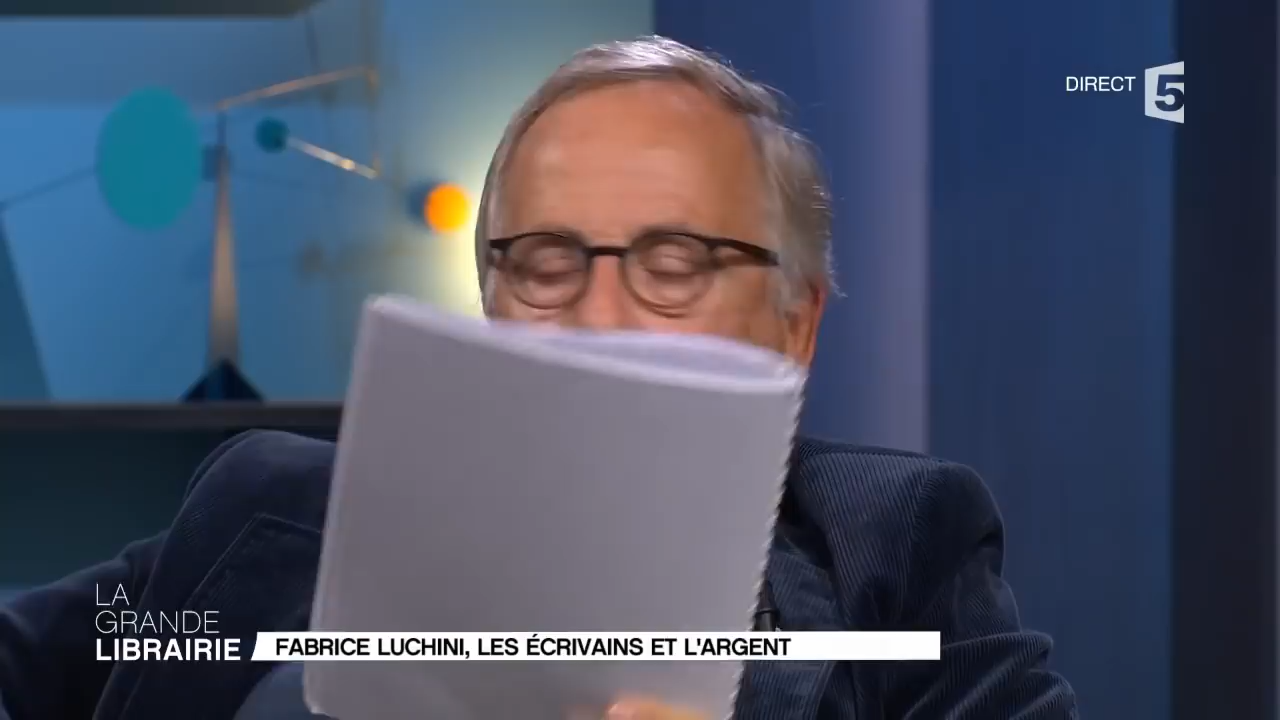 DIRECT 5
LA
GRANDE
LIBRAIRIE
FABRICE LUCHINI, LES ÉCRIVAINS ET L'ARGENT